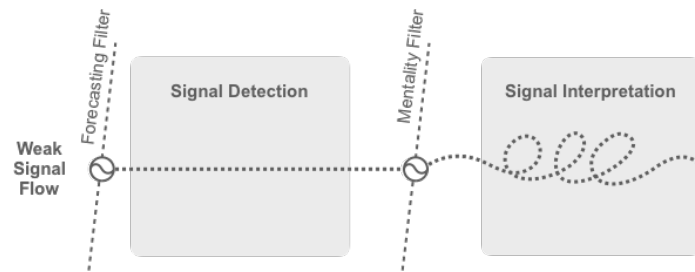 Weak
Signal
Flow
Forecasting Filter
Signal Detection
Mentality Filter
Signal Interpretation